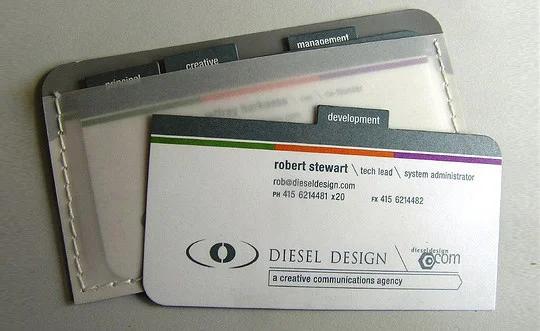 management
creative
principal
development
robert stewart \ tech lead \ system administrator
rob@dieseldesign.com
PH 415 6214481 x20 FX 415 6214482
DIESEL DESIGN \ dieseldesign .com
a creative communications agency